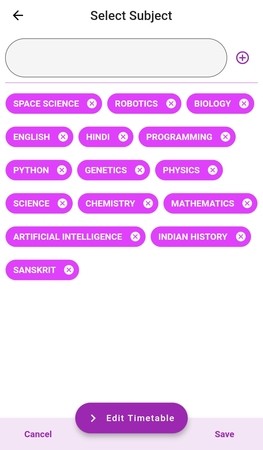 Select Subject
SPACE SCIENCE ROBOTICS BIOLOGY
ENGLISH HINDI PROGRAMMING
PYTHON GENETICS PHYSICS
SCIENCE CHEMISTRY MATHEMATICS
ARTIFICIAL INTELLIGENCE INDIAN HISTORY
SANSKRIT
Edit Timetable
Cancel Save